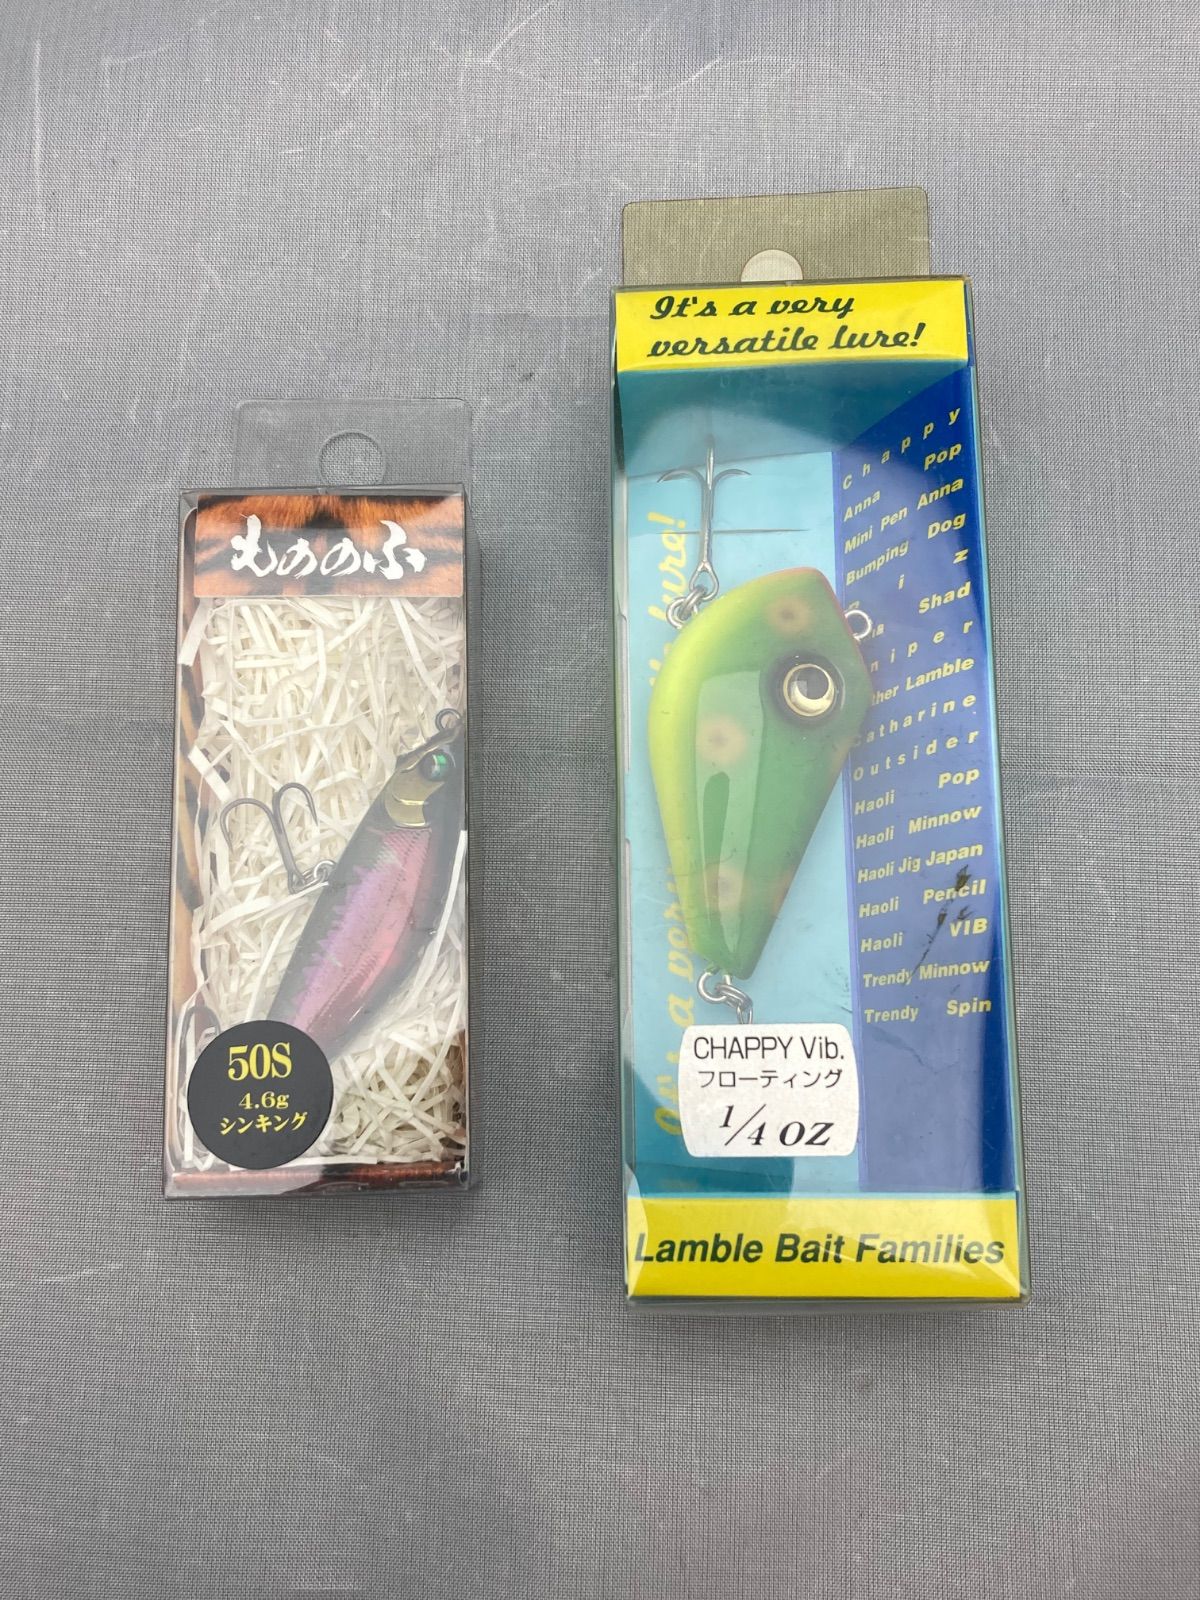 もののふ
50S
4.6g
シンキング
It's a very
versatile lure!
Chappy
Anna Pop
Mini Pen Anna
Bumping Dog
Shad
Lamble
Catharine
Outsider
Haoli Pop
Haoli Minnow
Haoli Jig Japan
Haoli Pencil
Haoli VIB
Trendy Minnow
Trendy Spin
CHAPPY Vib.
フローティング
1/4 OZ
Lamble Bait Families